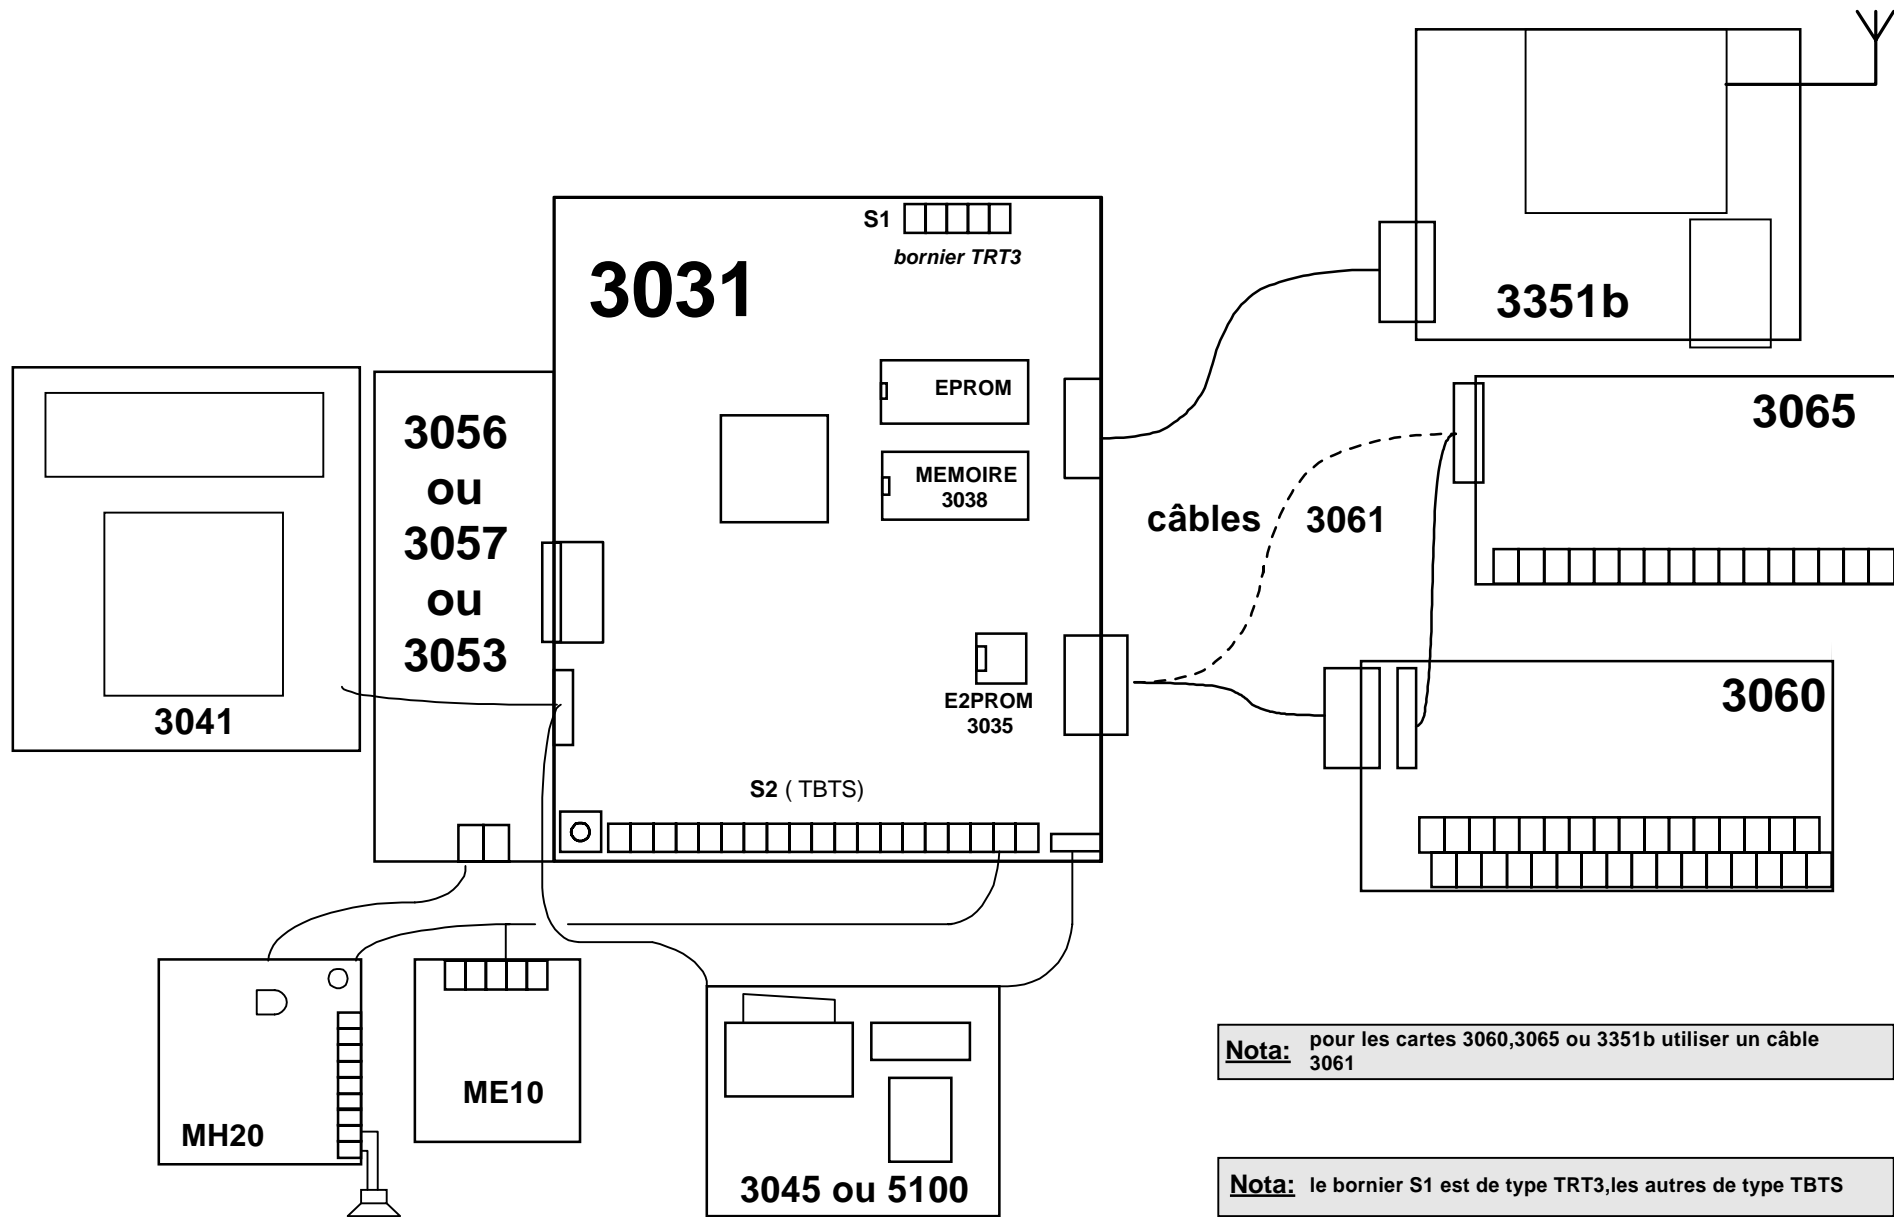 S1
bornier TRT3
3031
3351b
EPROM
MEMOIRE
3038
3056
ou
3057
ou
3053
3065
câbles 3061
3041
E2PROM
3035
3060
S2 ( TBTS)
MH20
ME10
3045 ou 5100
Nota: pour les cartes 3060,3065 ou 3351b utiliser un câble
3061
Nota: le bornier S1 est de type TRT3,les autres de type TBTS